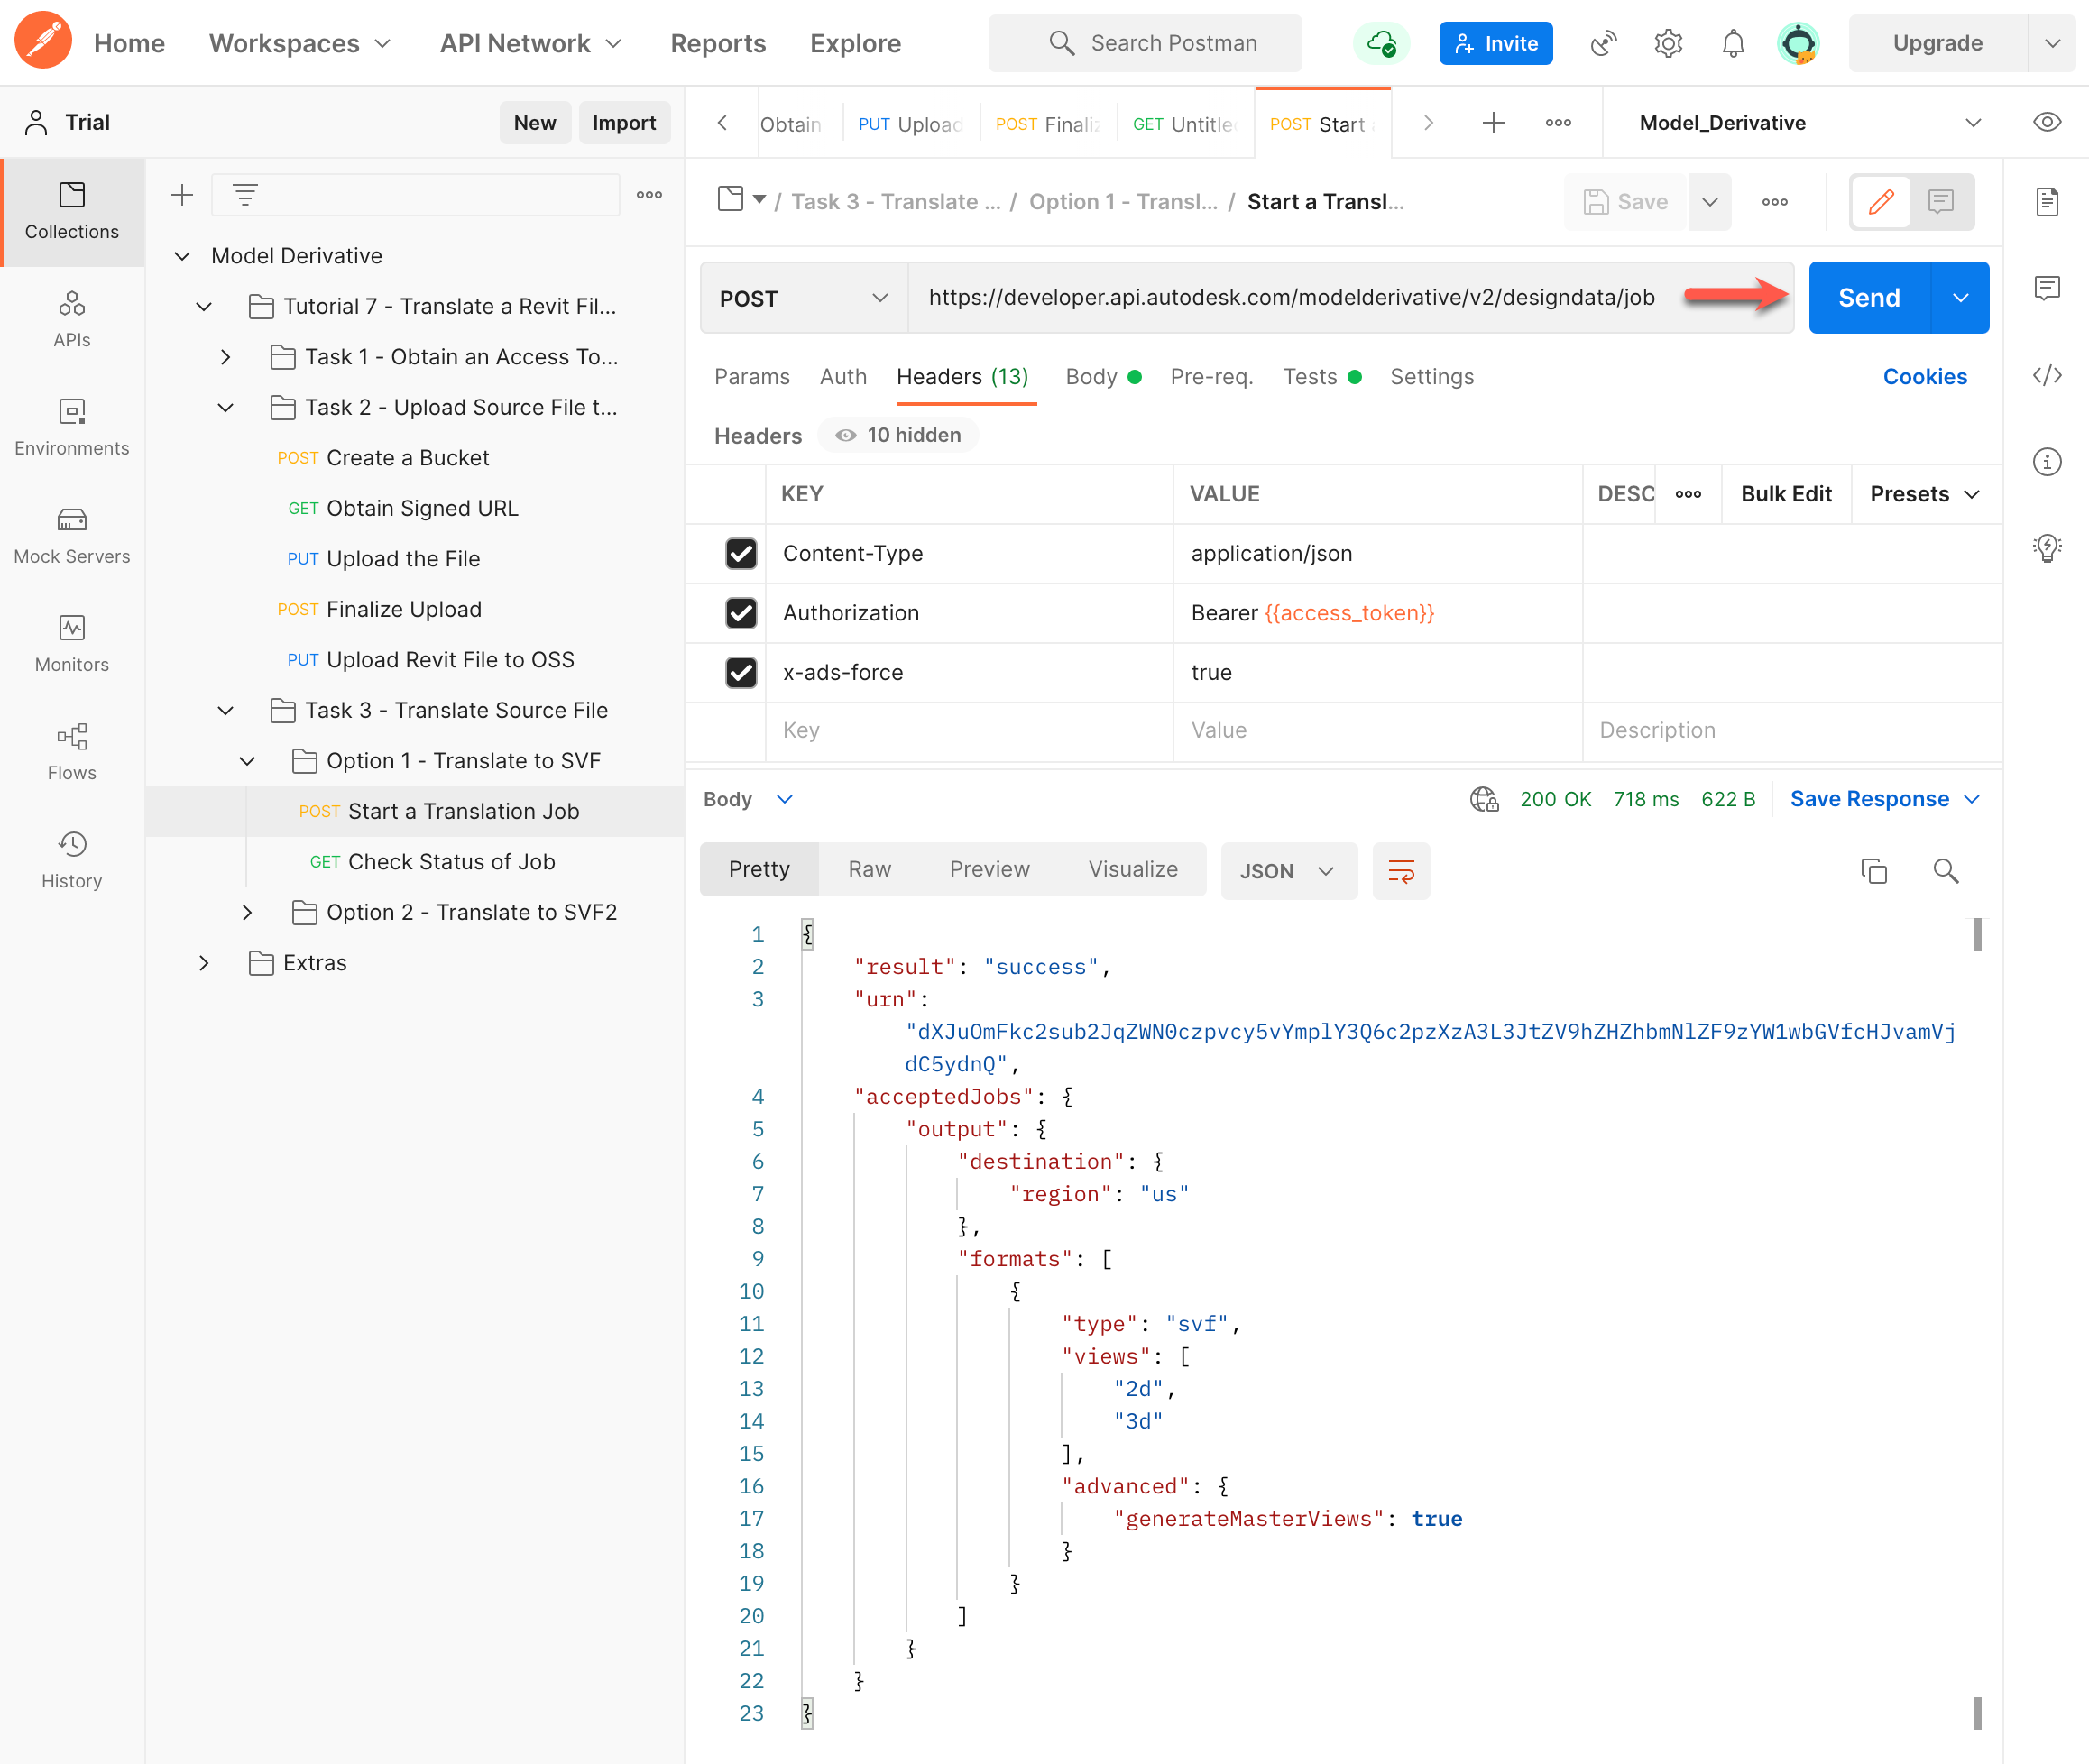 Home Workspaces API Network Reports Explore Search Postman Invite Upgrade
Trial New Import
Obtain PUT Upload POST Finaliz GET Untitle POST Start Model_Derivative
Collections
APIs
Environments
Mock Servers
Monitors
Flows
History
Model Derivative
Tutorial 7 - Translate a Revit Fil...
Task 1 - Obtain an Access To...
Task 2 - Upload Source File t...
POST Create a Bucket
GET Obtain Signed URL
PUT Upload the File
POST Finalize Upload
PUT Upload Revit File to OSS
Task 3 - Translate Source File
Option 1 - Translate to SVF
POST Start a Translation Job
GET Check Status of Job
Option 2 - Translate to SVF2
Extras
/ Task 3 - Translate ... / Option 1 - Transl... / Start a Transl... Save
POST https://developer.api.autodesk.com/modelderivative/v2/designdata/job Send
Params Auth Headers (13) Body Pre-req. Tests Settings Cookies
Headers 10 hidden
KEY VALUE DESC Bulk Edit Presets
Content-Type application/json
Authorization Bearer {{access_token}}
x-ads-force true
Key Value Description
Body 200 OK 718 ms 622 B Save Response
Pretty Raw Preview Visualize JSON
1 {
2 "result": "success",
3 "urn":
"dXJuOmFkc2sub2JqZWN0czpvcy5vYmplY3Q6c2pzXzA3L3JtZV9hZHZhbmNlZF9zYW1wbGVfcHJvamVj
dC5ydnQ",
4 "acceptedJobs": {
5 "output": {
6 "destination": {
7 "region": "us"
8 },
9 "formats": [
10 {
11 "type": "svf",
12 "views": [
13 "2d",
14 "3d"
15 ],
16 "advanced": {
17 "generateMasterViews": true
18 }
19 }
20 ]
21 }
22 }
23 }